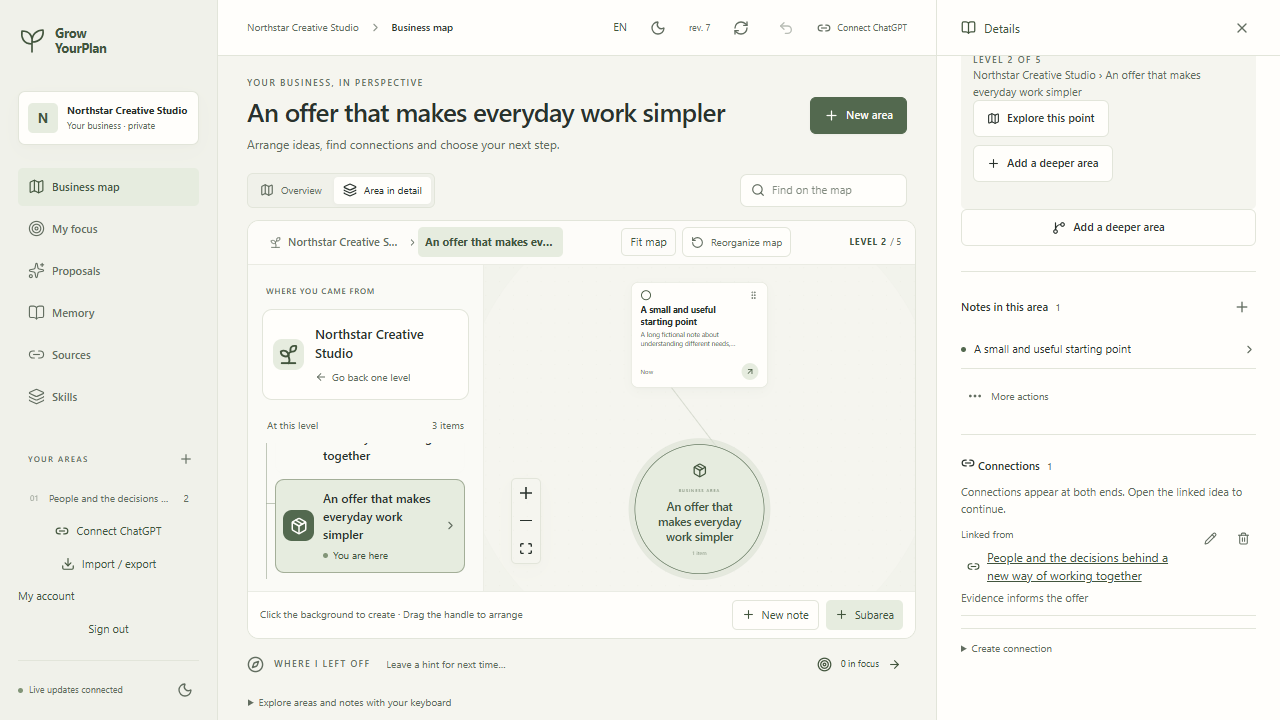 Grow
YourPlan
N
Northstar Creative Studio
Your business · private
Business map
My focus
Proposals
Memory
Sources
Skills
YOUR AREAS
01 People and the decisions ... 2
Connect ChatGPT
Import / export
My account
Sign out
Live updates connected
Northstar Creative Studio
Business map
EN
rev. 7
Connect ChatGPT
YOUR BUSINESS, IN PERSPECTIVE
An offer that makes everyday work simpler
Arrange ideas, find connections and choose your next step.
New area
Overview
Area in detail
Find on the map
Northstar Creative S...
An offer that makes ev...
Fit map
Reorganize map
LEVEL 2 / 5
WHERE YOU CAME FROM
Northstar Creative
Studio
Go back one level
At this level
3 items
together
An offer that makes
everyday work
simpler
You are here
A small and useful
starting point
A long fictional note about
understanding different needs,...
Now
BUSINESS AREA
An offer that
makes everyday
work simpler
1 item
Click the background to create · Drag the handle to arrange
New note
Subarea
WHERE I LEFT OFF
Leave a hint for next time...
0 in focus
Explore areas and notes with your keyboard
Details
LEVEL 2 OF 5
Northstar Creative Studio › An offer that makes
everyday work simpler
Explore this point
Add a deeper area
Add a deeper area
Notes in this area 1
A small and useful starting point
More actions
Connections 1
Connections appear at both ends. Open the linked idea to
continue.
Linked from
People and the decisions behind a
new way of working together
Evidence informs the offer
Create connection